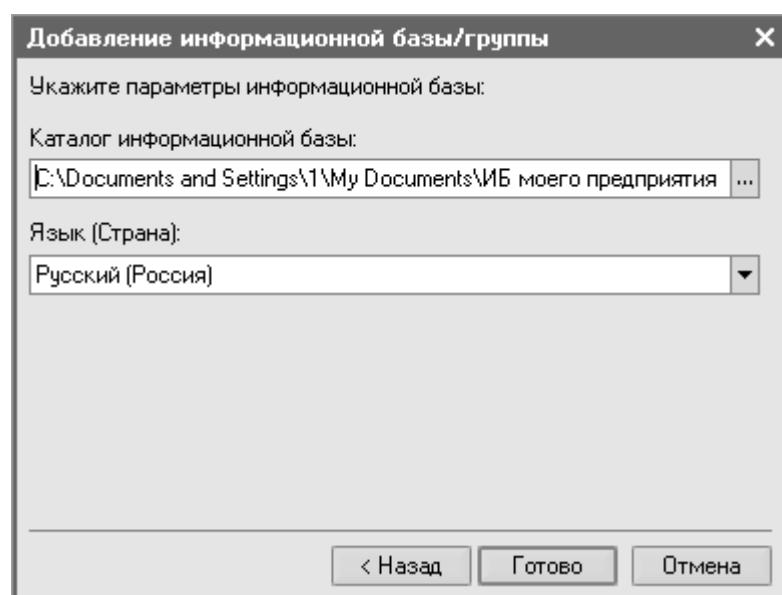 Добавление информационной базы/группы
Укажите параметры информационной базы:
Каталог информационной базы:
C:\Documents and Settings\1\My Documents\ИБ моего предприятия ...
Язык (Страна):
Русский (Россия)
< Назад Готово Отмена